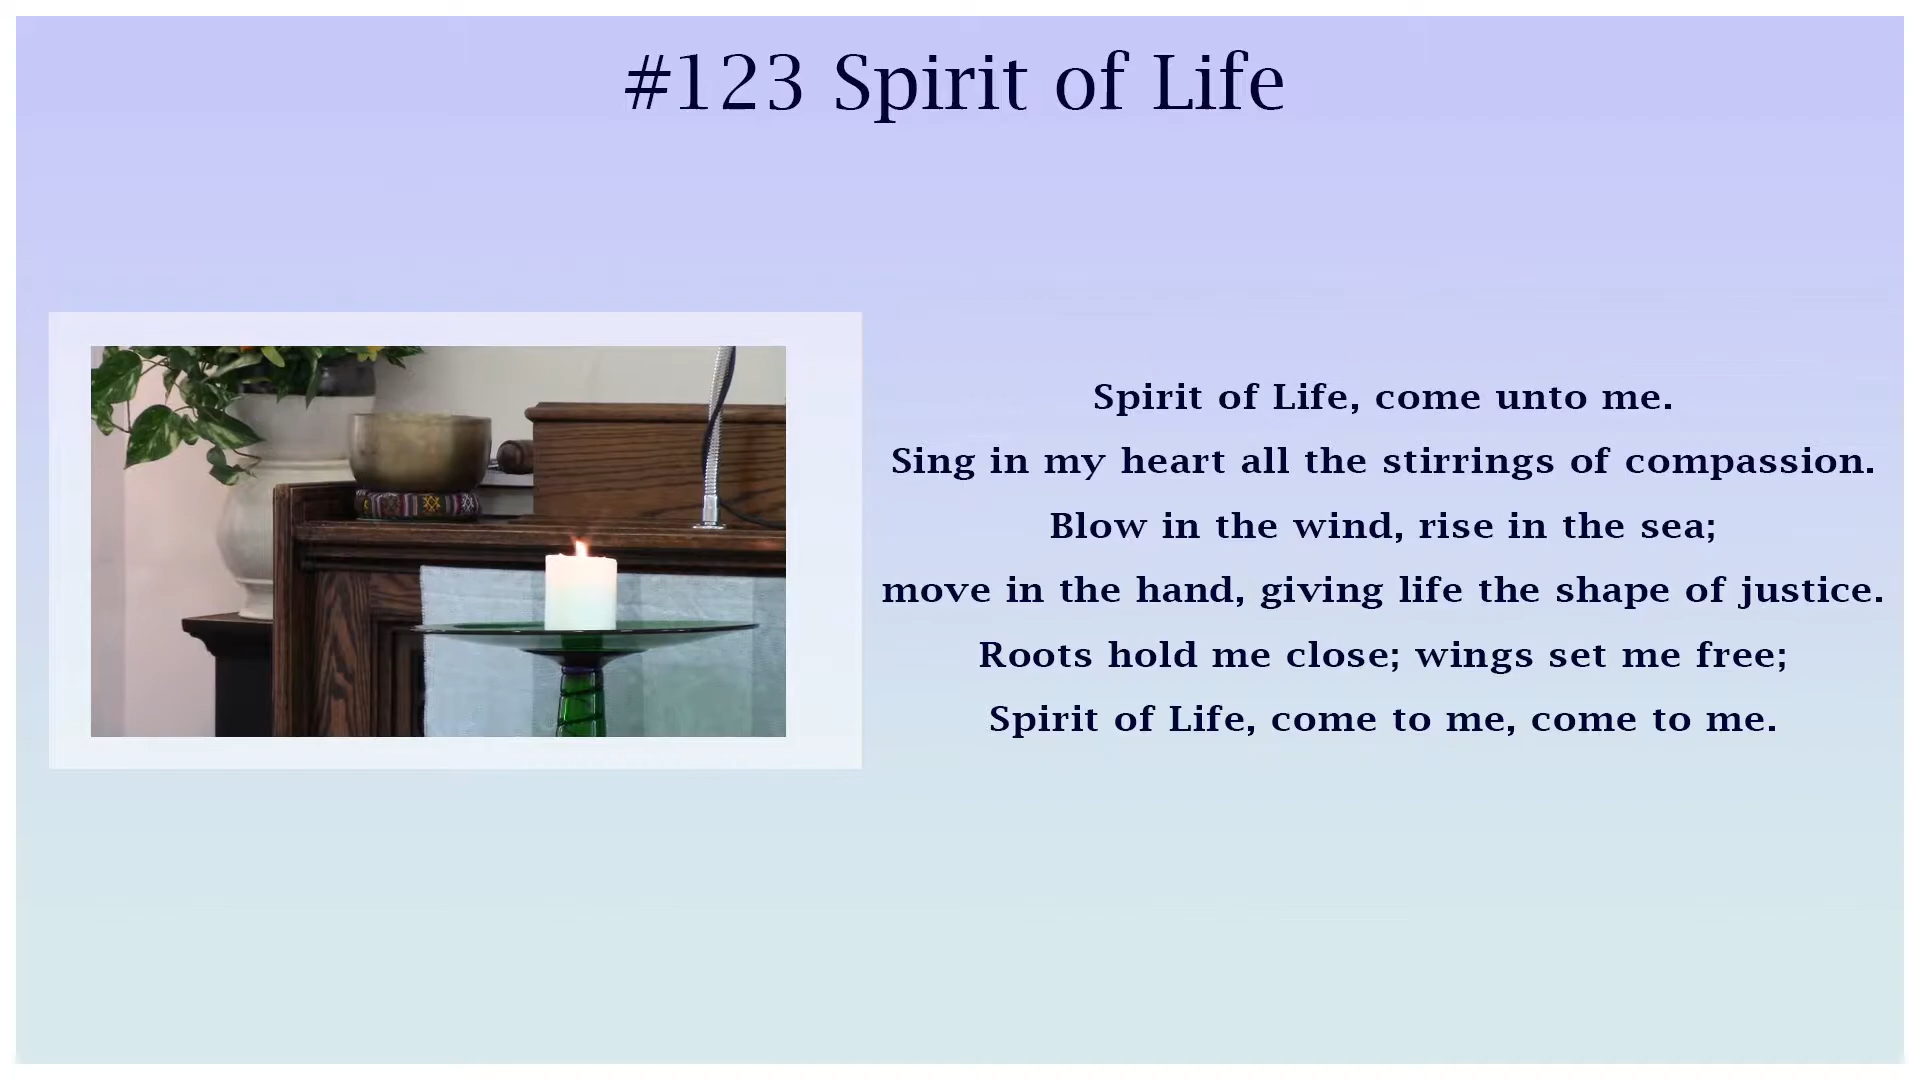 #123 Spirit of Life
Spirit of Life, come unto me.
Sing in my heart all the stirrings of compassion.
Blow in the wind, rise in the sea;
move in the hand, giving life the shape of justice.
Roots hold me close; wings set me free;
Spirit of Life, come to me, come to me.